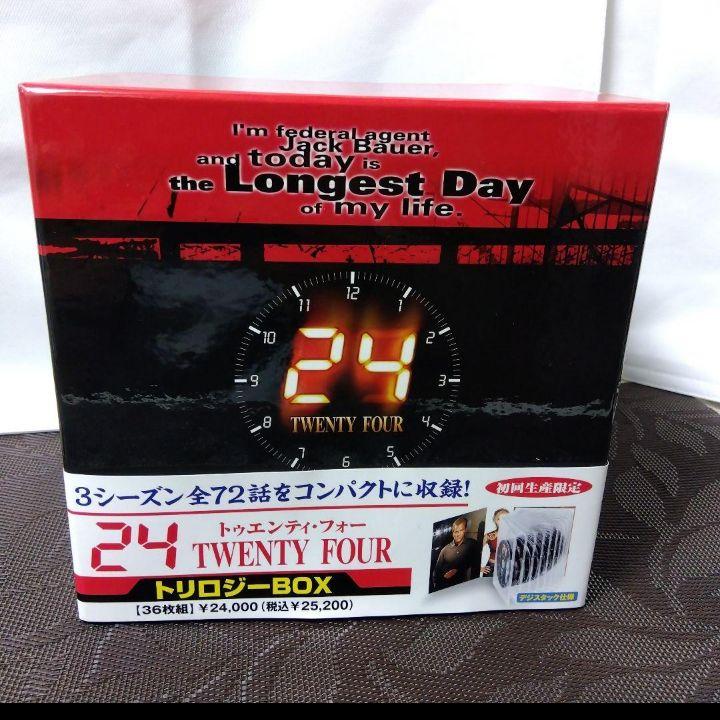 I'm federal agent
Jack Bauer,
and today is
the Longest Day
of my life.
12
11
1
10
2
9
3
8
4
7
5
6
24
TWENTY FOUR
3シーズン全72話をコンパクトに収録!
初回生産限定
トゥエンティ・フォー
24 TWENTY FOUR
トリロジーBOX
【36枚組】¥24,000(税込¥25,200)
デジスタック仕様